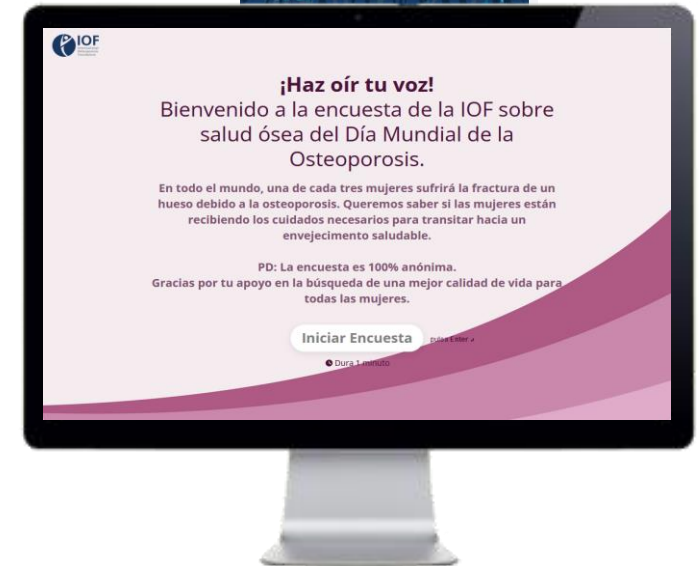 IOF
¡Haz oír tu voz!
Bienvenido a la encuesta de la IOF sobre
salud ósea del Día Mundial de la
Osteoporosis.
En todo el mundo, una de cada tres mujeres sufrirá la fractura de un
hueso debido a la osteoporosis. Queremos saber si las mujeres están
recibiendo los cuidados necesarios para transitar hacia un
envejecimento saludable.
PD: La encuesta es 100% anónima.
Gracias por tu apoyo en la búsqueda de una mejor calidad de vida para
todas las mujeres.
Iniciar Encuesta pulsa Enter
Dura 1 minuto